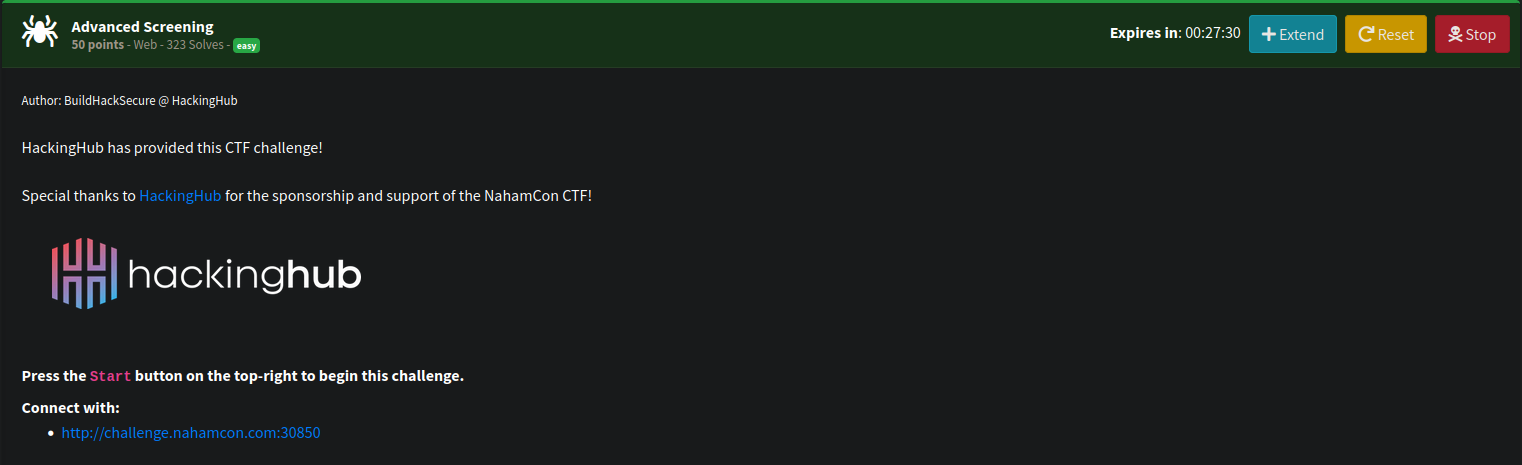 Advanced Screening
50 points - Web - 323 Solves - easy
Expires in: 00:27:30
Extend
Reset
Stop
Author: BuildHackSecure @ HackingHub
HackingHub has provided this CTF challenge!
Special thanks to HackingHub for the sponsorship and support of the NahamCon CTF!
hackinghub
Press the Start button on the top-right to begin this challenge.
Connect with:
• http://challenge.nahamcon.com:30850